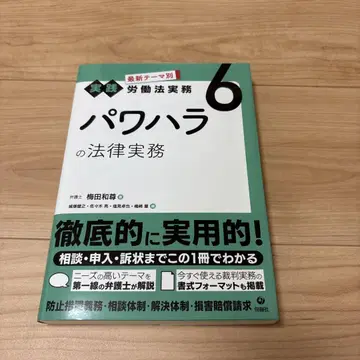 最新テーマ別
実践 労働法実務 6
パワハラ
の法律実務
弁護士 梅田和尊 著
徹底的に実用的!
相談・申入・訴状までこの1冊でわかる
ニーズの高いテーマを
第一線の弁護士が解説
今すぐ使える裁判実務の
書式フォーマットも掲載
防止措置義務・相談体制・解決体制・損害賠償請求
旬報社